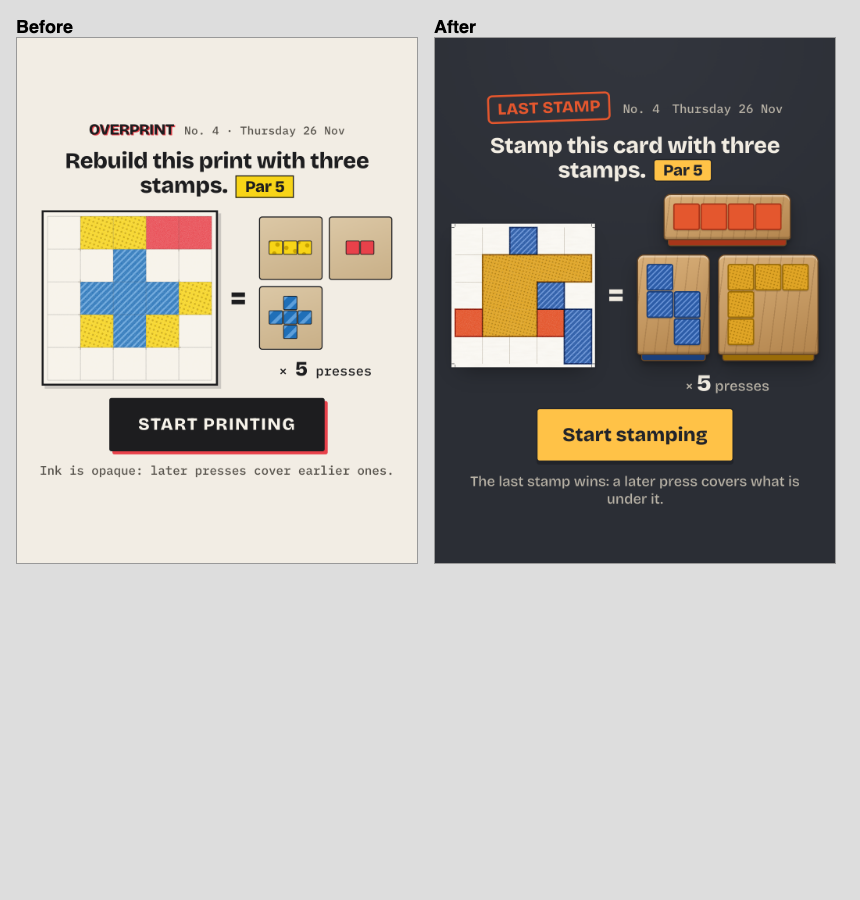 Before
OVERPRINT No. 4 · Thursday 26 Nov
Rebuild this print with three
stamps. Par 5
=
× 5 presses
START PRINTING
Ink is opaque: later presses cover earlier ones.
After
LAST STAMP No. 4 Thursday 26 Nov
Stamp this card with three
stamps. Par 5
=
× 5 presses
Start stamping
The last stamp wins: a later press covers what is
under it.